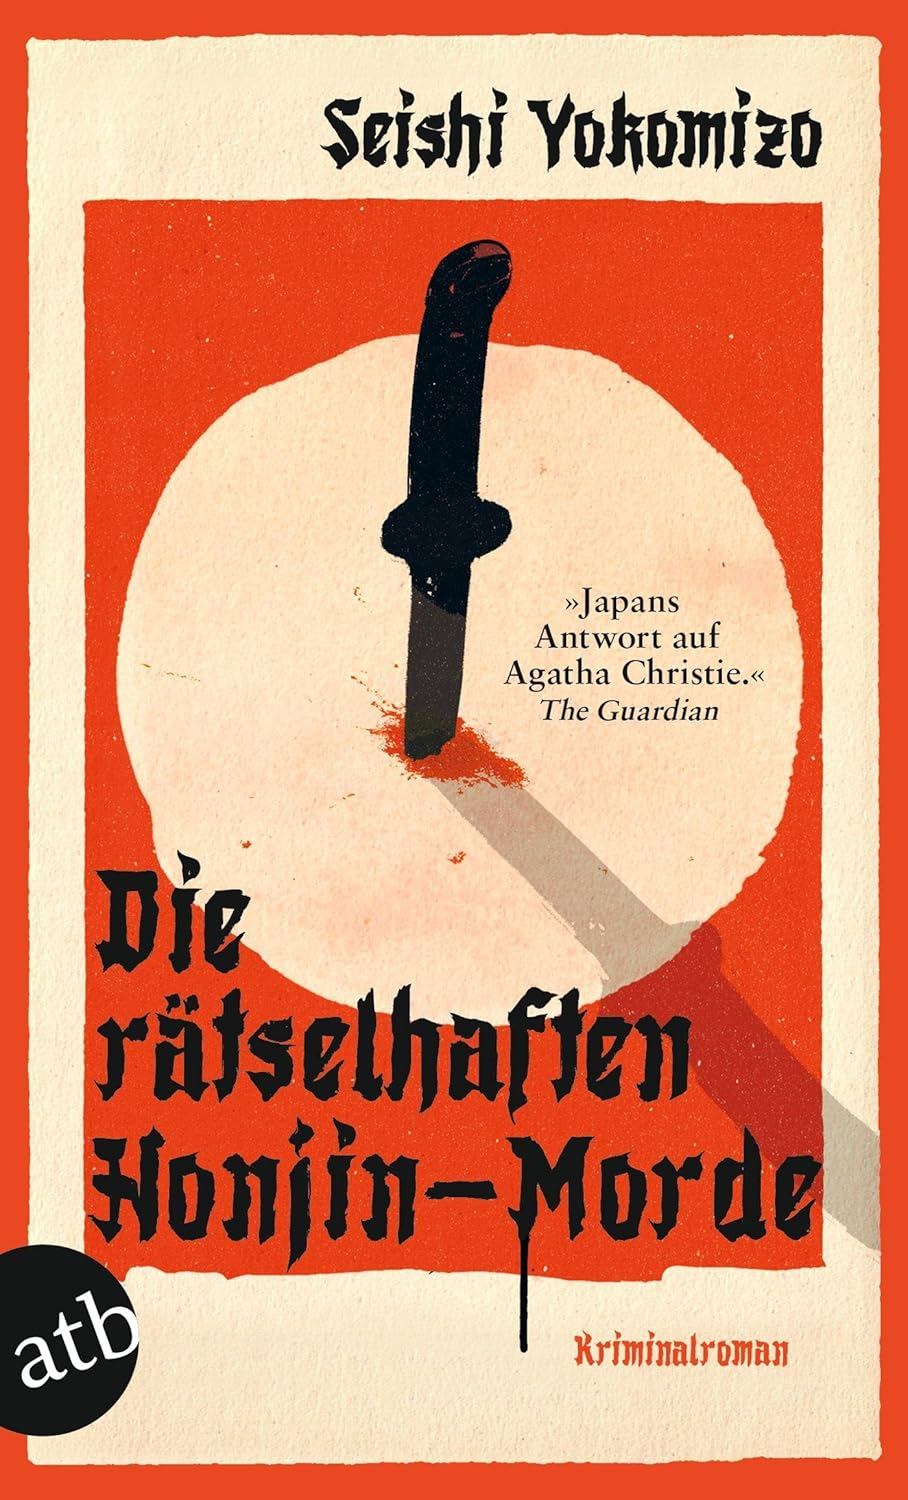 Seishi Yokomizo
»Japans
Antwort auf
Agatha Christie.«
The Guardian
Die
rätselhaften
Honjin-Morde
atb
Kriminalroman